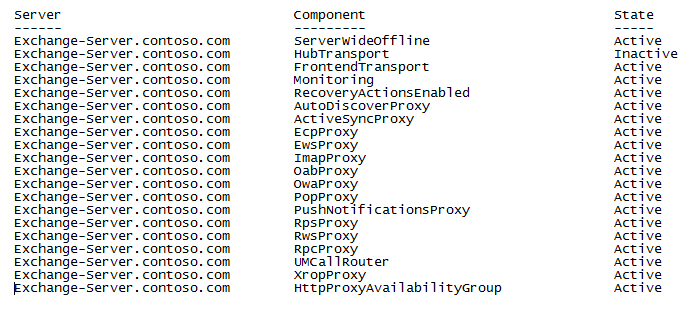 Server Component State
------ --------- -----
Exchange-Server.contoso.com ServerWideOffline Active
Exchange-Server.contoso.com HubTransport Inactive
Exchange-Server.contoso.com FrontendTransport Active
Exchange-Server.contoso.com Monitoring Active
Exchange-Server.contoso.com RecoveryActionsEnabled Active
Exchange-Server.contoso.com AutoDiscoverProxy Active
Exchange-Server.contoso.com ActiveSyncProxy Active
Exchange-Server.contoso.com EcpProxy Active
Exchange-Server.contoso.com EwsProxy Active
Exchange-Server.contoso.com ImapProxy Active
Exchange-Server.contoso.com OabProxy Active
Exchange-Server.contoso.com OwaProxy Active
Exchange-Server.contoso.com PopProxy Active
Exchange-Server.contoso.com PushNotificationsProxy Active
Exchange-Server.contoso.com RpsProxy Active
Exchange-Server.contoso.com RwsProxy Active
Exchange-Server.contoso.com RpcProxy Active
Exchange-Server.contoso.com UMCallRouter Active
Exchange-Server.contoso.com XropProxy Active
Exchange-Server.contoso.com HttpProxyAvailabilityGroup Active